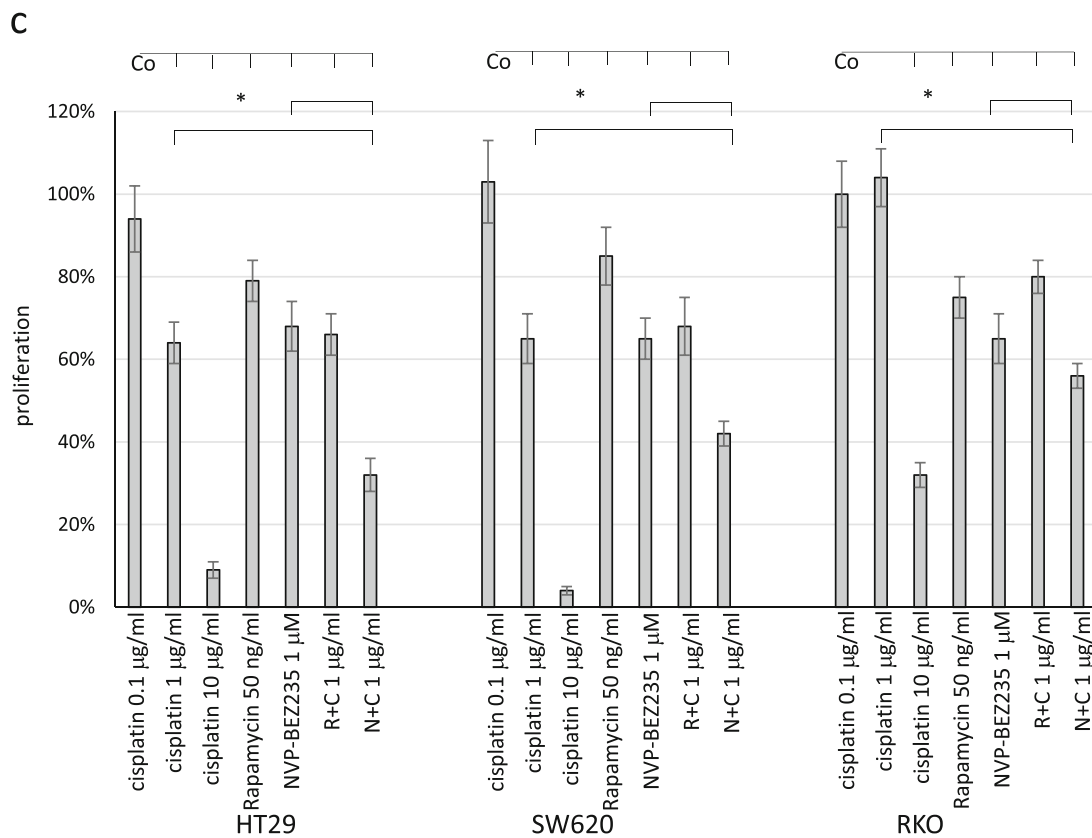 C
Co
Co
Co
*
*
*
120%
100%
80%
60%
40%
20%
0%
proliferation
cisplatin 0.1 µg/ml
cisplatin 1 µg/ml
cisplatin 10 µg/ml
Rapamycin 50 ng/ml
NVP-BEZ235 1 µM
R+C 1 µg/ml
N+C 1 µg/ml
cisplatin 0.1 µg/ml
cisplatin 1 µg/ml
cisplatin 10 µg/ml
Rapamycin 50 ng/ml
NVP-BEZ235 1 µM
R+C 1 µg/ml
N+C 1 µg/ml
cisplatin 0.1 µg/ml
cisplatin 1 µg/ml
cisplatin 10 µg/ml
Rapamycin 50 ng/ml
NVP-BEZ235 1 µM
R+C 1 µg/ml
N+C 1 µg/ml
HT29
SW620
RKO